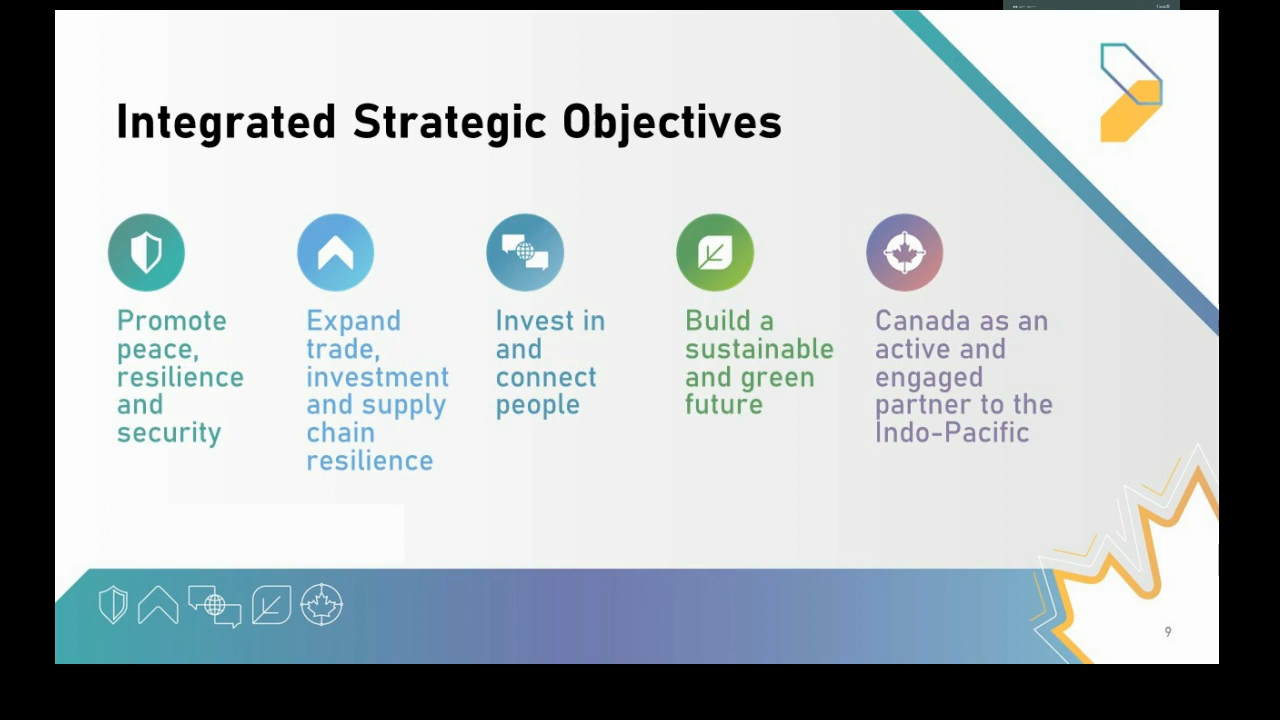 Integrated Strategic Objectives
Promote
peace,
resilience
and
security
Expand
trade,
investment
and supply
chain
resilience
Invest in
and
connect
people
Build a
sustainable
and green
future
Canada as an
active and
engaged
partner to the
Indo-Pacific
9